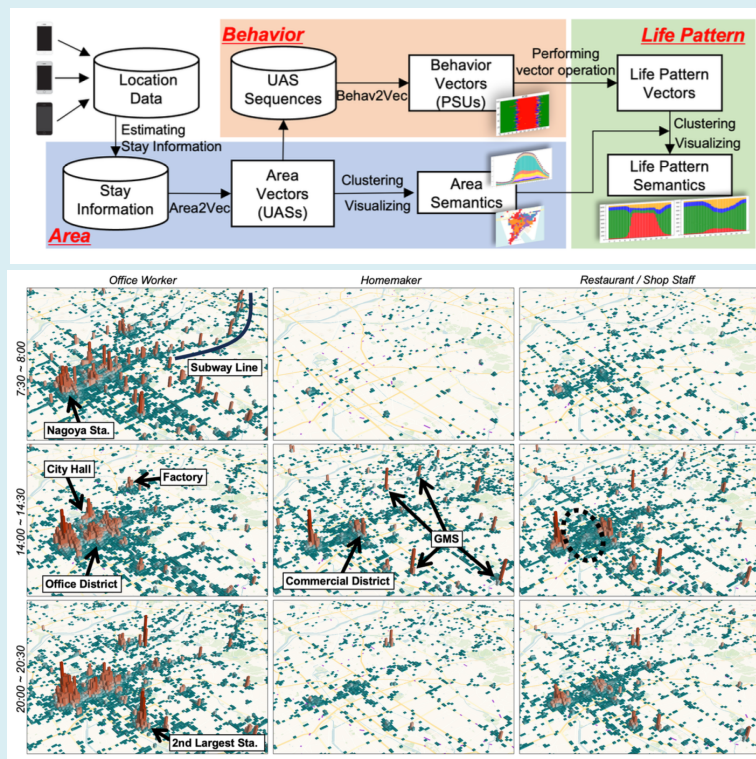 Behavior
Life Pattern
Location
Data
UAS
Sequences
Behav2Vec
Behavior
Vectors
(PSUs)
Performing
vector operation
Life Pattern
Vectors
Estimating
Stay Information
Clustering
Visualizing
Stay
Information
Area2Vec
Area
Vectors
(UASs)
Clustering
Visualizing
Area
Semantics
Life Pattern
Semantics
Area
Office Worker
Homemaker
Restaurant / Shop Staff
7:30 ~ 8:00
Subway Line
Nagoya Sta.
14:00 ~ 14:30
City Hall
Factory
Office District
GMS
Commercial District
20:00 ~ 20:30
2nd Largest Sta.